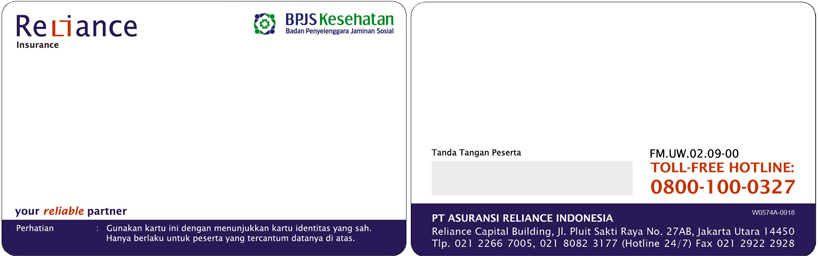 Reliance
Insurance
BPJS Kesehatan
Badan Penyelenggara Jaminan Sosial
your reliable partner
Perhatian : Gunakan kartu ini dengan menunjukkan kartu identitas yang sah.
Hanya berlaku untuk peserta yang tercantum datanya di atas.
Tanda Tangan Peserta
FM.UW.02.09-00
TOLL-FREE HOTLINE:
0800-100-0327
W0574A-0918
PT ASURANSI RELIANCE INDONESIA
Reliance Capital Building, Jl. Pluit Sakti Raya No. 27AB, Jakarta Utara 14450
Tlp. 021 2266 7005, 021 8082 3177 (Hotline 24/7) Fax 021 2922 2928